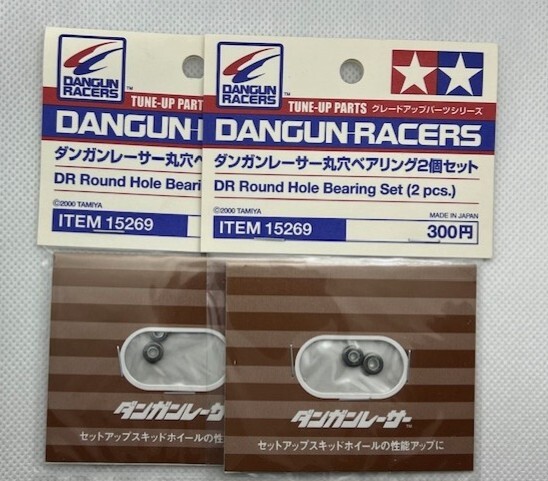 DANGUN
RACERS
TM
TUNE-UP PARTS
DANGUN
ダンガンレーサー丸穴ベ
DR Round Hole Beari
©2000 TAMIYA
ITEM 15269
ダンガンレーサ
セットアップスキッドホイールの性
DANGUN
RACERS
TM
TUNE-UP PARTS グレードアップパーツシリーズ
DANGUN RACERS
ダンガンレーサー丸穴ベアリング2個セット
DR Round Hole Bearing Set (2 pcs.)
©2000 TAMIYA
MADE IN JAPAN
ITEM 15269
300円
ダンガンレーサー
TM
セットアップスキッドホイールの性能アップに